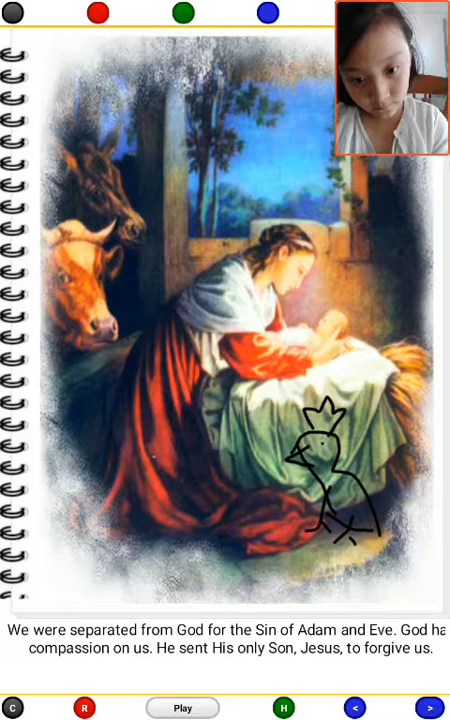 We were separated from God for the Sin of Adam and Eve. God ha
compassion on us. He sent His only Son, Jesus, to forgive us.
C R Play H < >